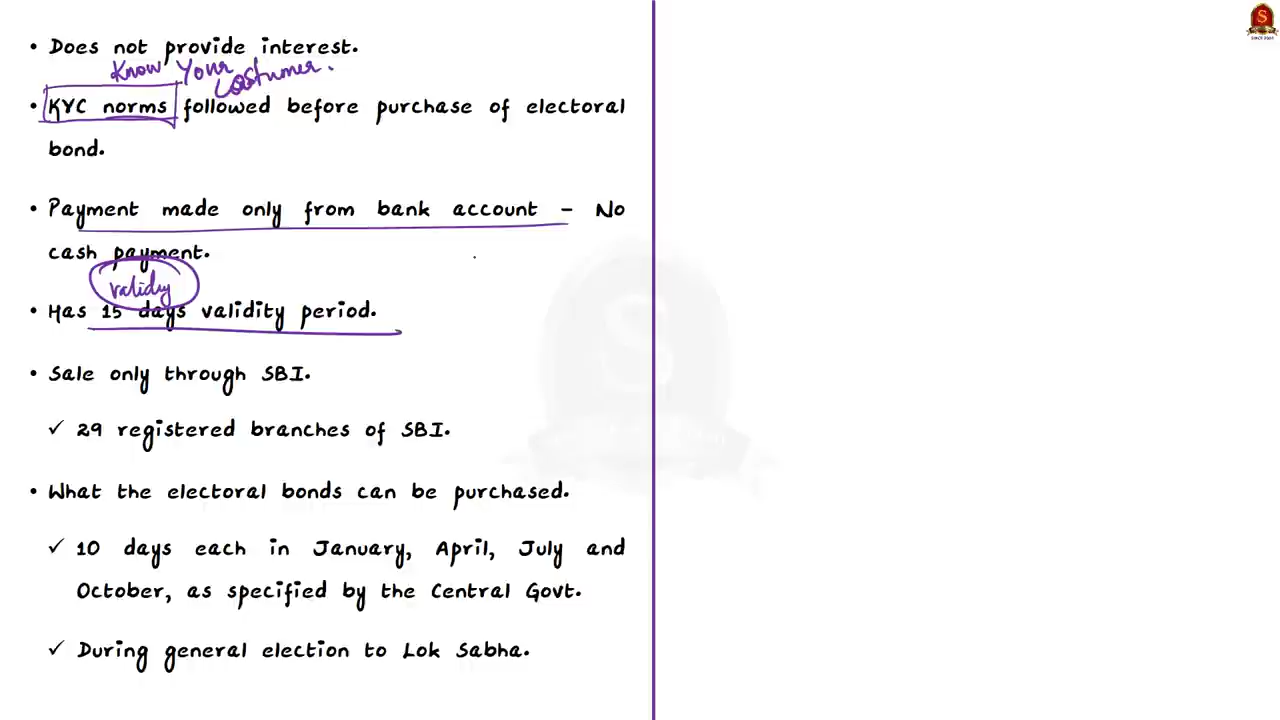 • Does not provide interest.
Know Your Costumer.
• KYC norms followed before purchase of electoral
bond.
• Payment made only from bank account - No
cash payment.
validy
• Has 15 days validity period.
• Sale only through SBI.
✓ 29 registered branches of SBI.
• What the electoral bonds can be purchased.
✓ 10 days each in January, April, July and
October, as specified by the Central Govt.
✓ During general election to Lok Sabha.